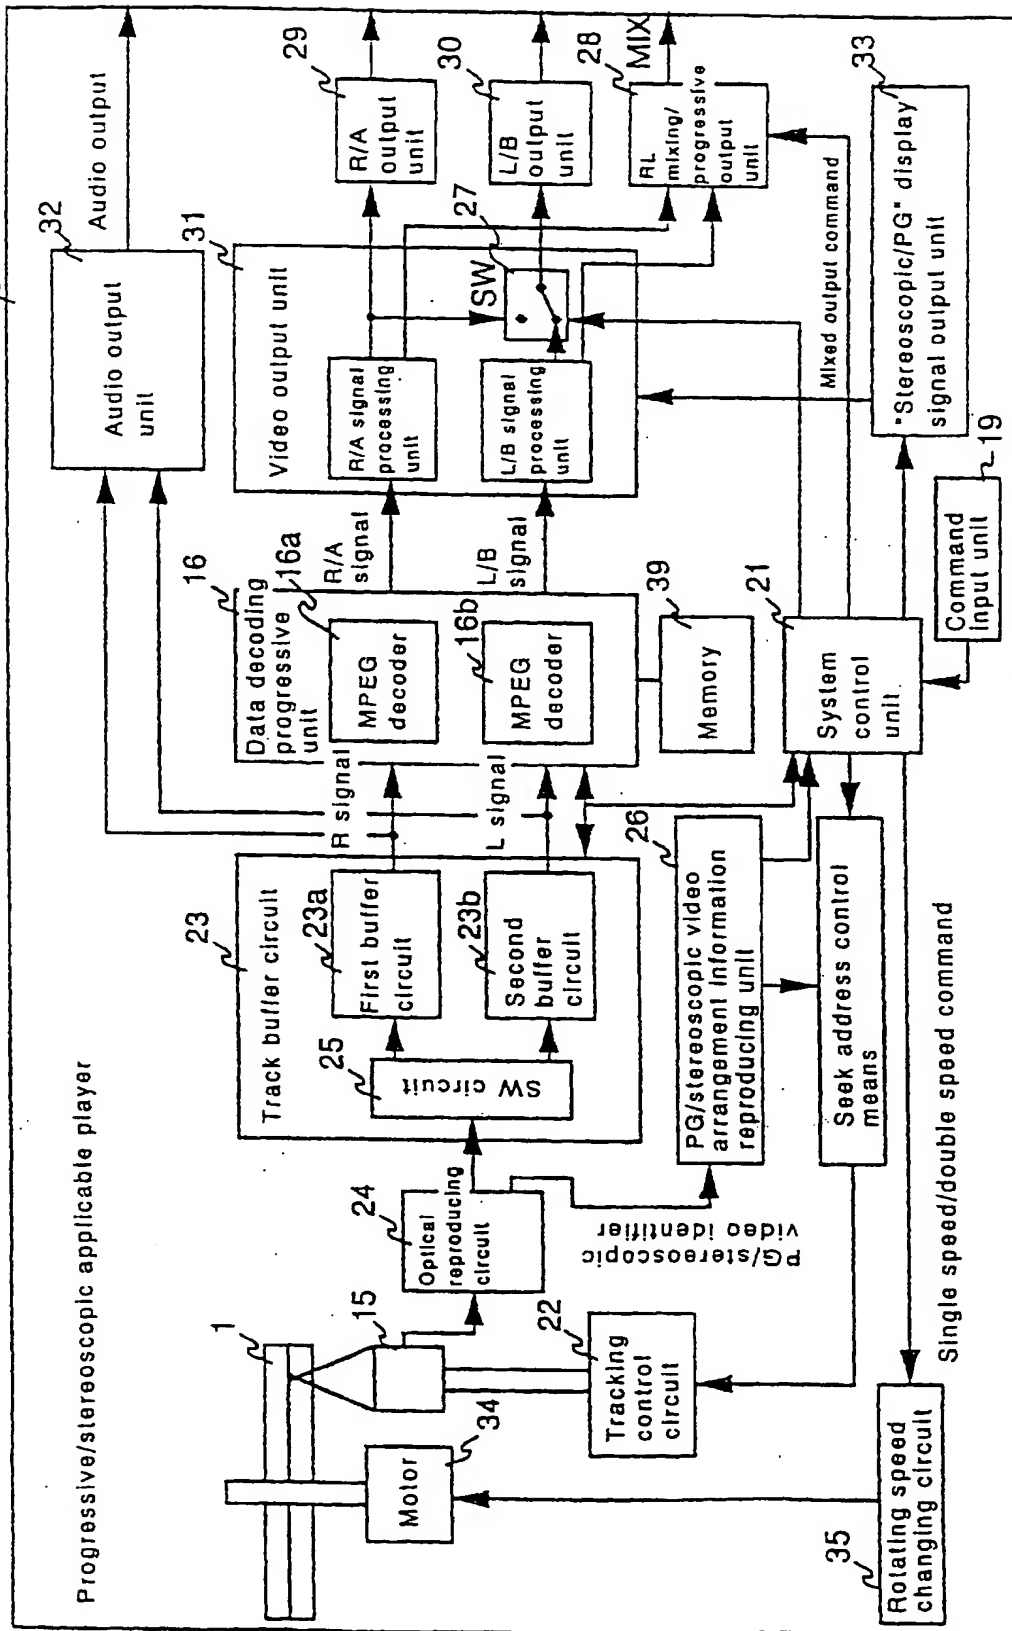 Progressive/stereoscopic applicable player
1
15
34
Motor
22
Tracking
control
circuit
35
Rotating speed
changing circuit
Single speed/double speed command
24
Optical
reproducing
circuit
PG/stereoscopic
video identifier
23
Track buffer circuit
25
SW circuit
23a
First buffer
circuit
23b
Second
buffer
circuit
26
PG/stereoscopic video
arrangement information
reproducing unit
Seek address control
means
R signal
L signal
16
Data decoding
progressive
unit
16a
MPEG
decoder
16b
MPEG
decoder
39
Memory
21
System
control
unit
Command
input unit
19
R/A
signal
L/B
signal
32
Audio output
unit
Audio output
31
Video output unit
R/A signal
processing
unit
L/B signal
processing
unit
SW
27
29
R/A
output
unit
30
L/B
output
unit
28
RL
mixing/
progressive
output
unit
MIX
Mixed output command
33
"Stereoscopic/PG" display
signal output unit